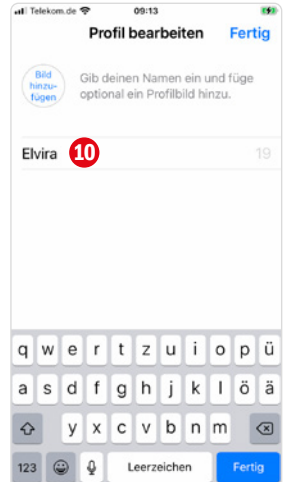 Telekom.de 09:13
Profil bearbeiten Fertig
Bild
hinzu-
fügen
Gib deinen Namen ein und füge
optional ein Profilbild hinzu.
Elvira 10 19
q w e r t z u i o p ü
a s d f g h j k l ö ä
y x c v b n m
123 Leerzeichen Fertig